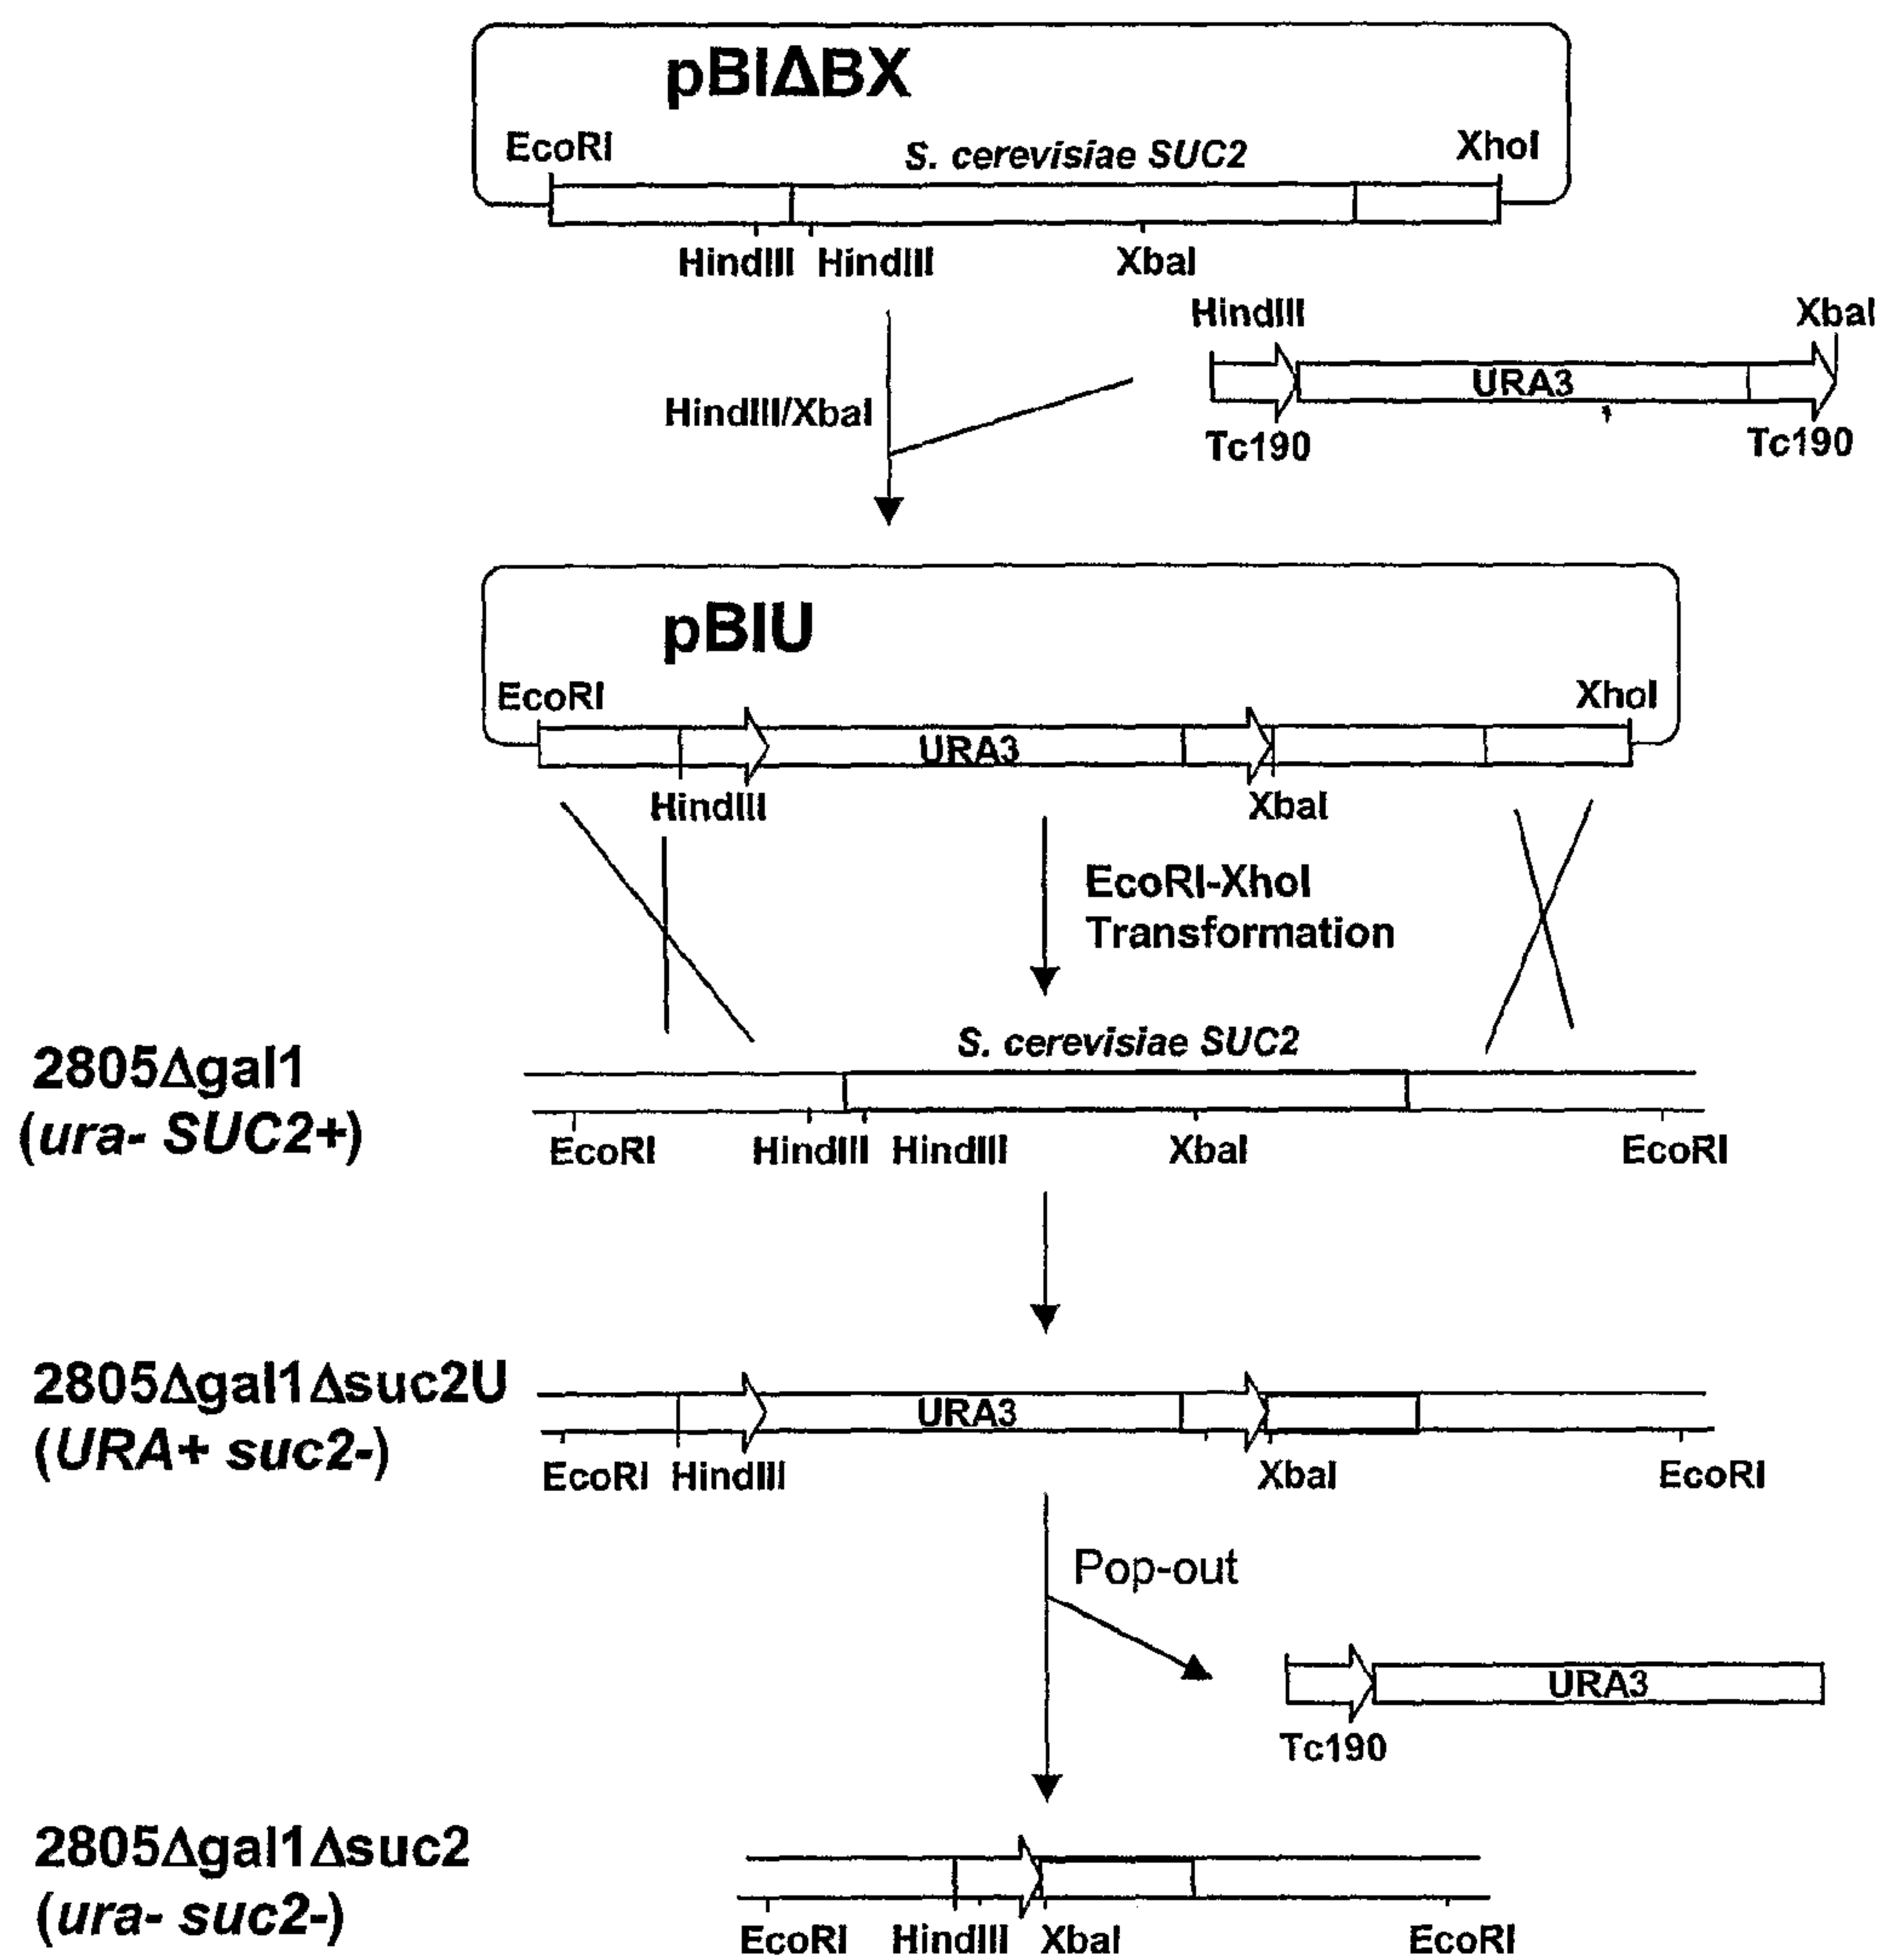 pBIΔBX
EcoRI
S. cerevisiae SUC2
XhoI
HindIII HindIII
XbaI
HindIII
XbaI
HindIII/XbaI
URA3
Tc190
Tc190
pBIU
EcoRI
XhoI
URA3
HindIII
XbaI
EcoRI-XhoI
Transformation
S. cerevisiae SUC2
2805Δgal1
(ura- SUC2+)
EcoRI
HindIII HindIII
XbaI
EcoRI
2805Δgal1Δsuc2U
(URA+ suc2-)
URA3
EcoRI HindIII
XbaI
EcoRI
Pop-out
URA3
Tc190
2805Δgal1Δsuc2
(ura- suc2-)
EcoRI
HindIII
XbaI
EcoRI